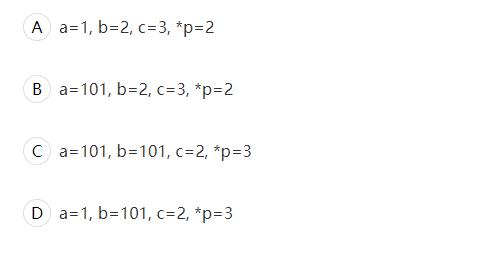 A a=1, b=2, c=3, *p=2
B a=101, b=2, c=3, *p=2
C a=101, b=101, c=2, *p=3
D a=1, b=101, c=2, *p=3